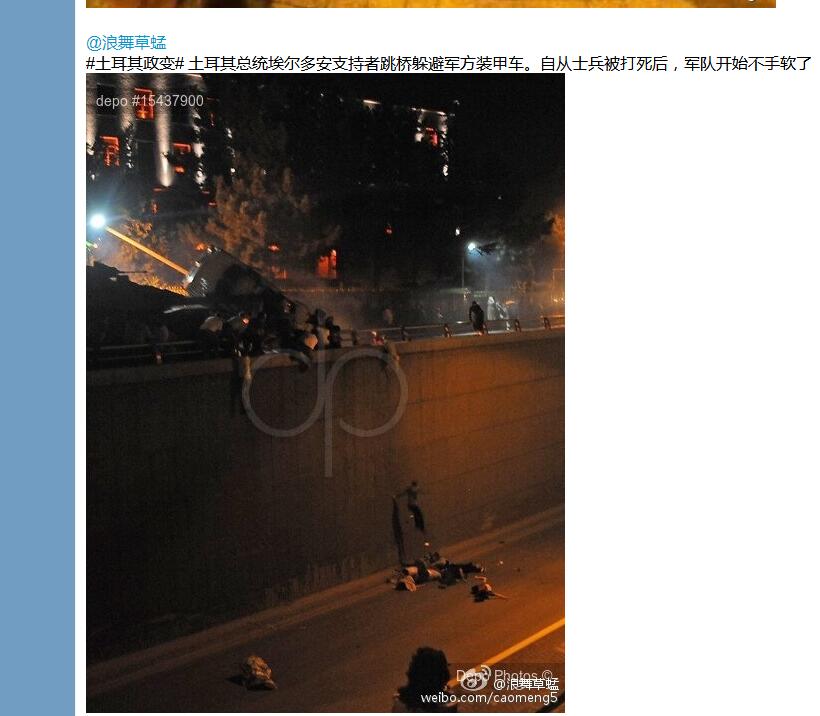 @浪舞草蜢
#土耳其政变# 土耳其总统埃尔多安支持者跳桥躲避军方装甲车。自从士兵被打死后，军队开始不手软了
depo #15437900
dp
Depo Photos ©
@浪舞草蜢
weibo.com/caomeng5